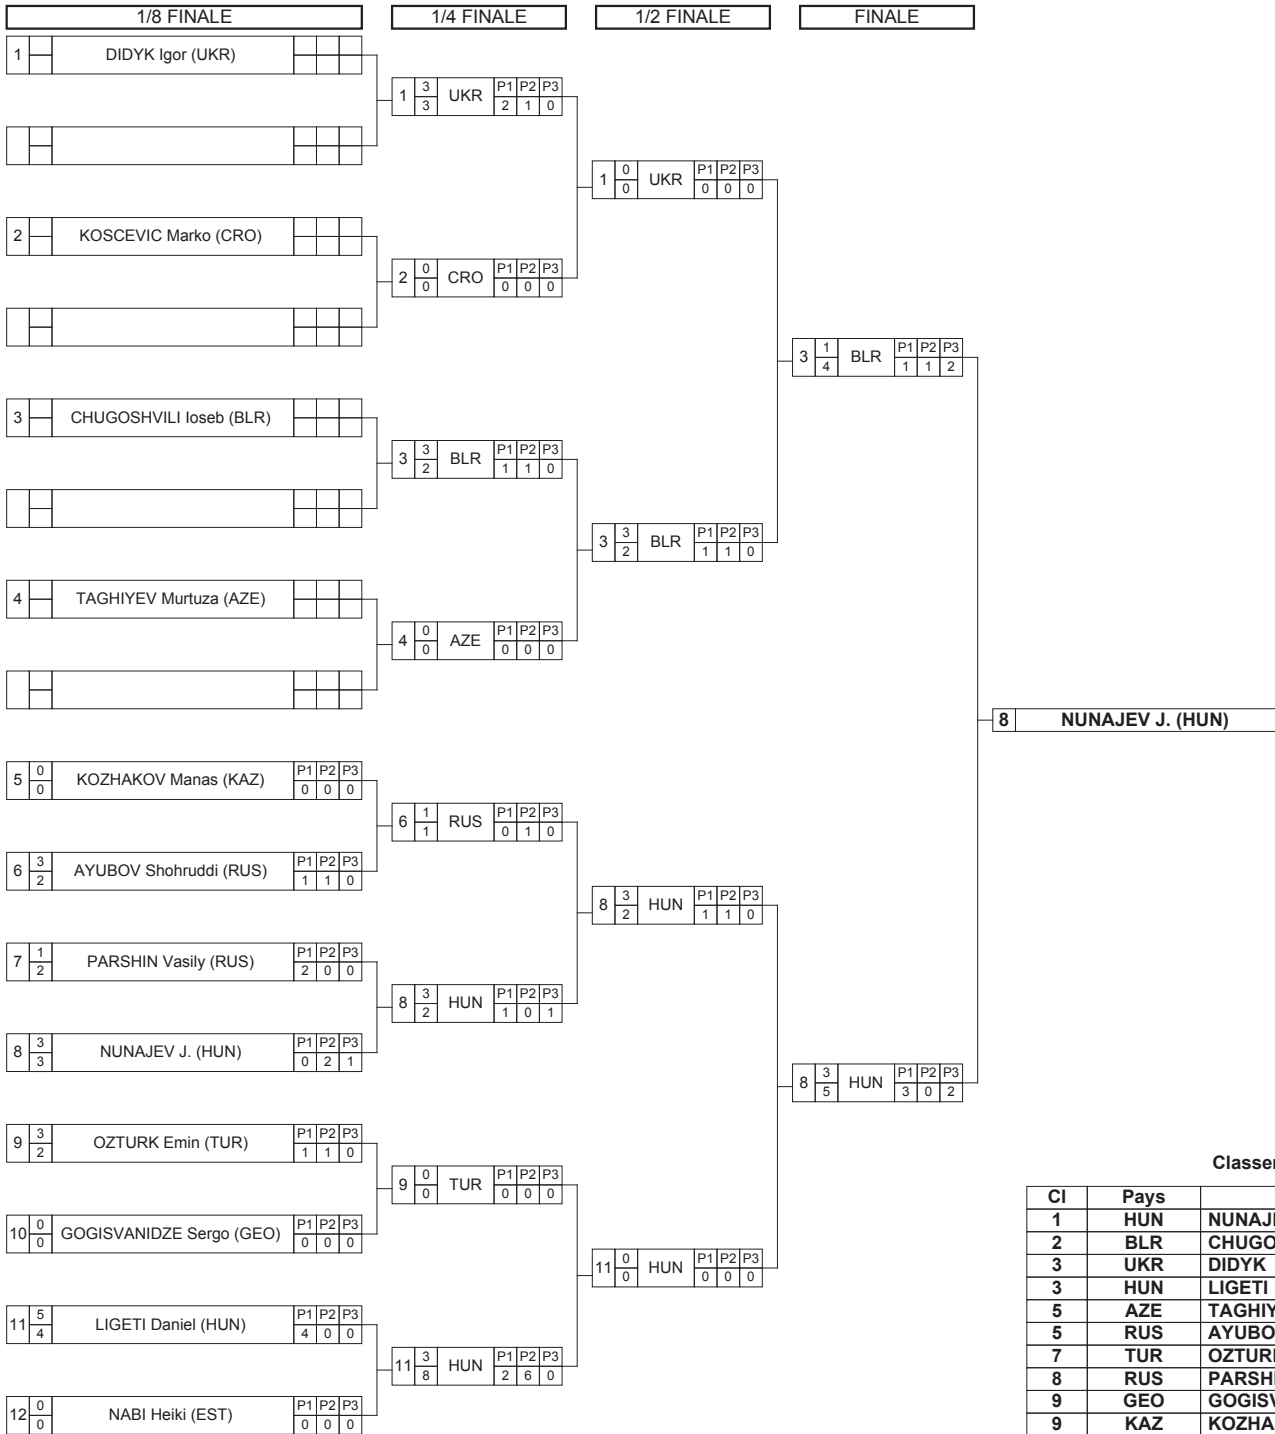 1/8 FINALE 1/4 FINALE 1/2 FINALE FINALE
1 DIDYK Igor (UKR)
1 3 3 UKR P1 P2 P3 2 1 0
1 0 0 UKR P1 P2 P3 0 0 0
2 KOSCEVIC Marko (CRO)
2 0 0 CRO P1 P2 P3 0 0 0
3 1 4 BLR P1 P2 P3 1 1 2
3 CHUGOSHVILI Ioseb (BLR)
3 3 2 BLR P1 P2 P3 1 1 0
3 3 2 BLR P1 P2 P3 1 1 0
4 TAGHIYEV Murtuza (AZE)
4 0 0 AZE P1 P2 P3 0 0 0
8 NUNAJEV J. (HUN)
5 0 0 KOZHAKOV Manas (KAZ) P1 P2 P3 0 0 0
6 1 1 RUS P1 P2 P3 0 1 0
6 3 2 AYUBOV Shohruddi (RUS) P1 P2 P3 1 1 0
8 3 2 HUN P1 P2 P3 1 1 0
7 1 2 PARSHIN Vasily (RUS) P1 P2 P3 2 0 0
8 3 2 HUN P1 P2 P3 1 0 1
8 3 3 NUNAJEV J. (HUN) P1 P2 P3 0 2 1
8 3 5 HUN P1 P2 P3 3 0 2
9 3 2 OZTURK Emin (TUR) P1 P2 P3 1 1 0
9 0 0 TUR P1 P2 P3 0 0 0
10 0 0 GOGISVANIDZE Sergo (GEO) P1 P2 P3 0 0 0
11 0 0 HUN P1 P2 P3 0 0 0
11 5 4 LIGETI Daniel (HUN) P1 P2 P3 4 0 0
11 3 8 HUN P1 P2 P3 2 6 0
12 0 0 NABI Heiki (EST) P1 P2 P3 0 0 0
Classer
Cl Pays
1 HUN NUNAJ
2 BLR CHUGO
3 UKR DIDYK
3 HUN LIGETI
5 AZE TAGHIY
5 RUS AYUBO
7 TUR OZTUR
8 RUS PARSH
9 GEO GOGISV
9 KAZ KOZHA